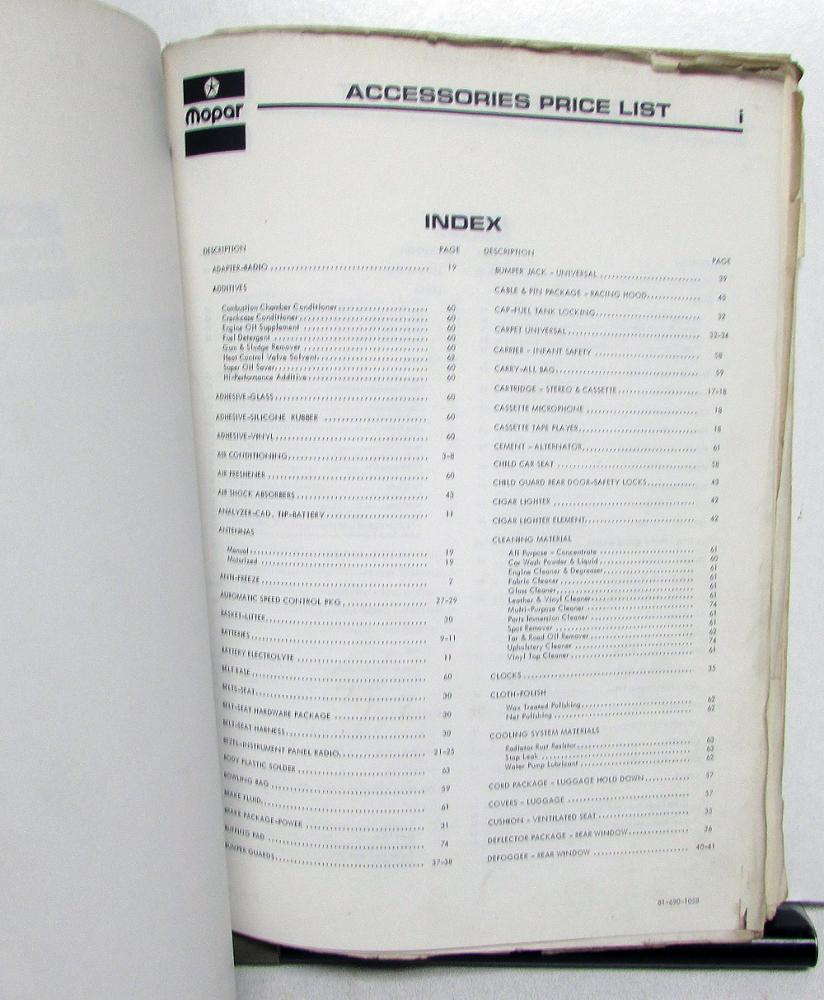 mopar
ACCESSORIES PRICE LIST
i
INDEX
DESCRIPTION PAGE
ADAPTER-RADIO 19
ADDITIVES
Combustion Chamber Conditioner 60
Crankcase Conditioner 60
Engine Oil Supplement 60
Fuel Detergent 60
Gum & Sludge Remover 60
Heat Control Valve Solvent 62
Super Oil Saver 60
Hi-Performance Additive 60
ADHESIVE-GLASS 60
ADHESIVE-SILICONE RUBBER 60
ADHESIVE-VINYL 60
AIR CONDITIONING 3-8
AIR FRESHENER 60
AIR SHOCK ABSORBERS 43
ANALYZER-CAD. TIP-BATTERY 11
ANTENNAS
Manual 19
Motorized 19
ANTI-FREEZE 2
AUTOMATIC SPEED CONTROL PKG. 27-29
BASKET-LITTER 30
BATTERIES 9-11
BATTERY ELECTROLYTE 11
BELT EASE 60
BELTS-SEAT 30
BELT-SEAT HARDWARE PACKAGE 30
BELT-SEAT HARNESS 30
BEZEL-INSTRUMENT PANEL RADIO 21-25
BODY PLASTIC SOLDER 63
BOWLING BAG 59
BRAKE FLUID 61
BRAKE PACKAGE-POWER 31
BUFFING PAD 74
BUMPER GUARDS 37-38
DESCRIPTION PAGE
BUMPER JACK - UNIVERSAL 39
CABLE & PIN PACKAGE - RACING HOOD 45
CAP-FUEL TANK LOCKING 32
CARPET UNIVERSAL 32-34
CARRIER - INFANT SAFETY 58
CARRY-ALL BAG 59
CARTRIDGE - STEREO & CASSETTE 17-18
CASSETTE MICROPHONE 18
CASSETTE TAPE PLAYER 18
CEMENT - ALTERNATOR 61
CHILD CAR SEAT 58
CHILD GUARD REAR DOOR-SAFETY LOCKS 43
CIGAR LIGHTER 42
CIGAR LIGHTER ELEMENT 42
CLEANING MATERIAL
All Purpose - Concentrate 61
Car Wash Powder & Liquid 60
Engine Cleaner & Degreaser 61
Fabric Cleaner 61
Glass Cleaner 61
Leather & Vinyl Cleaner 61
Multi-Purpose Cleaner 74
Parts Immersion Cleaner 61
Spot Remover 61
Tar & Road Oil Remover 62
Upholstery Cleaner 74
Vinyl Top Cleaner 61
CLOCKS 35
CLOTH-POLISH
Wax Treated Polishing 62
Net Polishing 62
COOLING SYSTEM MATERIALS
Radiator Rust Resistor 63
Stop Leak 63
Water Pump Lubricant 62
CORD PACKAGE - LUGGAGE HOLD DOWN 57
COVERS - LUGGAGE 57
CUSHION - VENTILATED SEAT 35
DEFLECTOR PACKAGE - REAR WINDOW 36
DEFOGGER - REAR WINDOW 40-41
81-690-1058